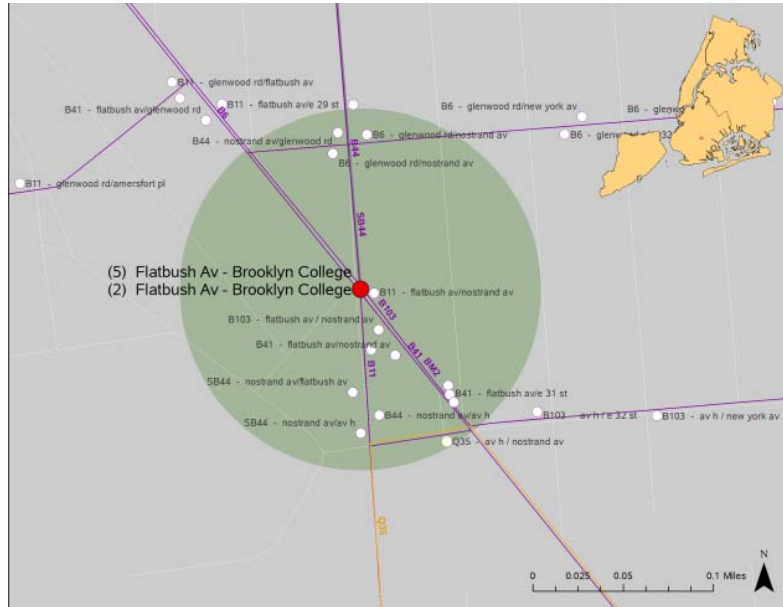 B11 - glenwood rd/flatbush av
B41 - flatbush av/glenwood rd
B6
B11 - flatbush av/e 29 st
B6 - glenwood rd/new york av
B6 - glenwo
B44 - nostrand av/glenwood rd
B44
B6 - glenwood rd/nostrand av
B6 - glenwood
32
B6 - glenwood rd/nostrand av
B11 - glenwood rd/amersfort pl
SB44
(5) Flatbush Av - Brooklyn College
(2) Flatbush Av - Brooklyn College
B11 - flatbush av/nostrand av
B103
B103 - flatbush av / nostrand av
B41 - flatbush av/nostrand av
B11
B41
BM2
SB44 - nostrand av/flatbush av
B41 - flatbush av/e 31 st
SB44 - nostrand av/av h
B44 - nostrand av/av h
B103 - av h / e 32 st
B103 - av h / new york av
Q35 - av h / nostrand av
Q35
N
0 0.025 0.05 0.1 Miles